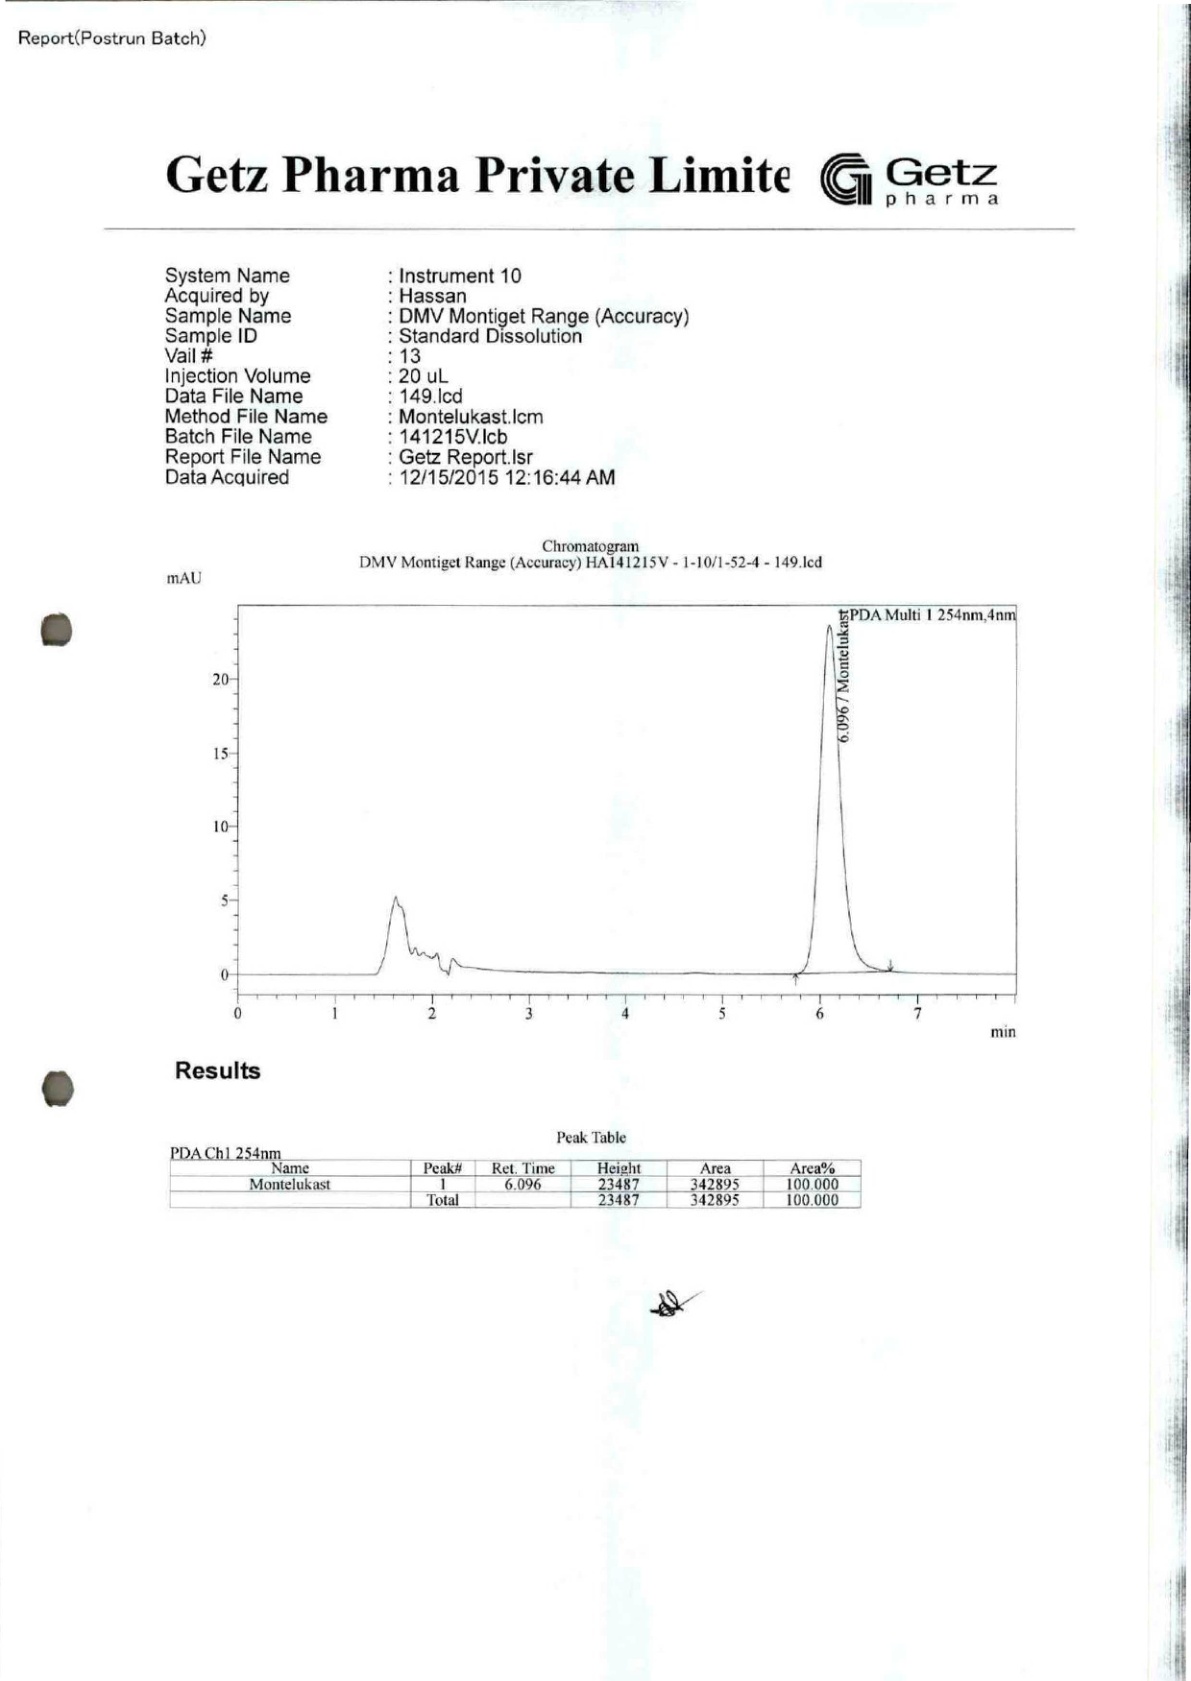 Report(Postrun Batch)
Getz Pharma Private Limite
Getz
pharma
System Name : Instrument 10
Acquired by : Hassan
Sample Name : DMV Montiget Range (Accuracy)
Sample ID : Standard Dissolution
Vail # : 13
Injection Volume : 20 uL
Data File Name : 149.lcd
Method File Name : Montelukast.lcm
Batch File Name : 141215V.lcb
Report File Name : Getz Report.lsr
Data Acquired : 12/15/2015 12:16:44 AM
Chromatogram
DMV Montiget Range (Accuracy) HA141215V - 1-10/1-52-4 - 149.lcd
mAU
PDA Multi 1 254nm,4nm
6.096 / Montelukast
20
15
10
5
0
0 1 2 3 4 5 6 7
min
Results
Peak Table
PDA Ch1 254nm
Name Peak# Ret. Time Height Area Area%
Montelukast 1 6.096 23487 342895 100.000
Total 23487 342895 100.000